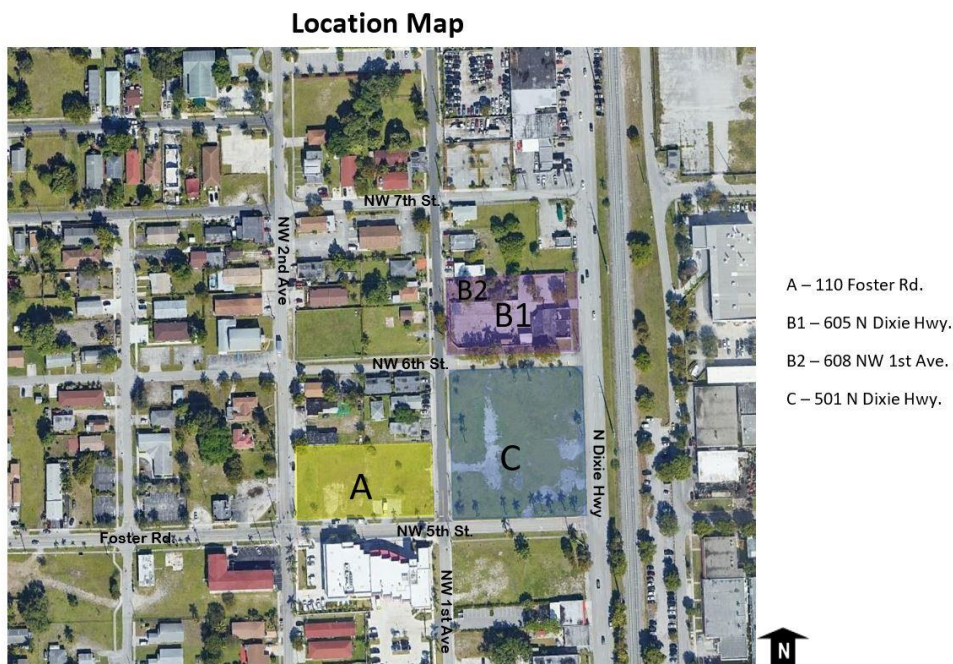 Location Map
NW 7th St.
NW 2nd Ave
B2
B1
A – 110 Foster Rd.
B1 – 605 N Dixie Hwy.
B2 – 608 NW 1st Ave.
C – 501 N Dixie Hwy.
NW 6th St.
N Dixie Hwy
A
C
NW 5th St.
Foster Rd.
NW 1st Ave
N